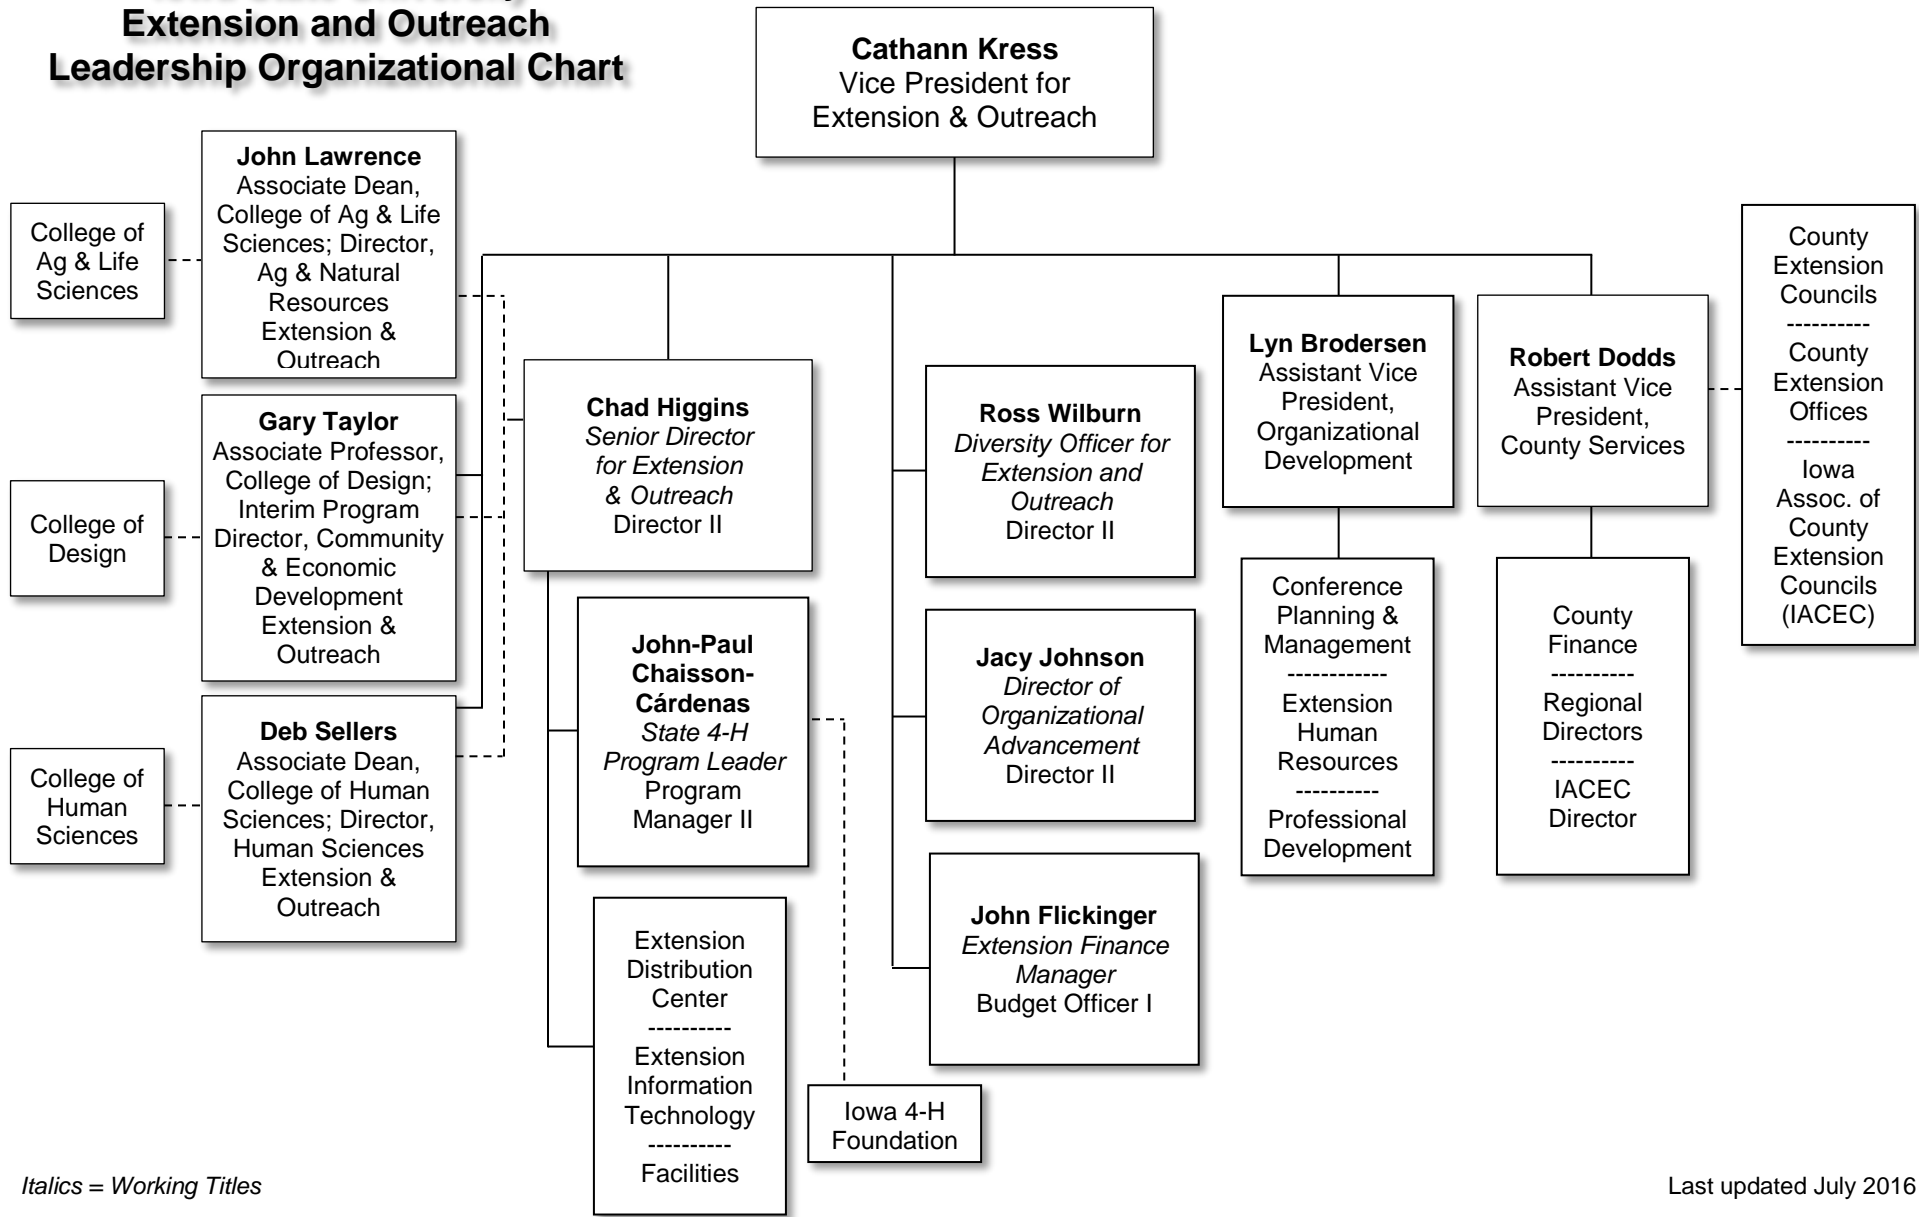 Extension and Outreach
Leadership Organizational Chart
Cathann Kress
Vice President for
Extension & Outreach
John Lawrence
Associate Dean,
College of Ag & Life
Sciences; Director,
Ag & Natural
Resources
Extension &
Outreach
College of
Ag & Life
Sciences
Gary Taylor
Associate Professor,
College of Design;
Interim Program
Director, Community
& Economic
Development
Extension &
Outreach
College of
Design
Deb Sellers
Associate Dean,
College of Human
Sciences; Director,
Human Sciences
Extension &
Outreach
College of
Human
Sciences
Chad Higgins
Senior Director
for Extension
& Outreach
Director II
John-Paul
Chaisson-
Cárdenas
State 4-H
Program Leader
Program
Manager II
Extension
Distribution
Center
----------
Extension
Information
Technology
----------
Facilities
Iowa 4-H
Foundation
Ross Wilburn
Diversity Officer for
Extension and
Outreach
Director II
Jacy Johnson
Director of
Organizational
Advancement
Director II
John Flickinger
Extension Finance
Manager
Budget Officer I
Lyn Brodersen
Assistant Vice
President,
Organizational
Development
Conference
Planning &
Management
------------
Extension
Human
Resources
----------
Professional
Development
Robert Dodds
Assistant Vice
President,
County Services
County
Finance
----------
Regional
Directors
----------
IACEC
Director
County
Extension
Councils
----------
County
Extension
Offices
----------
Iowa
Assoc. of
County
Extension
Councils
(IACEC)
Italics = Working Titles
Last updated July 2016